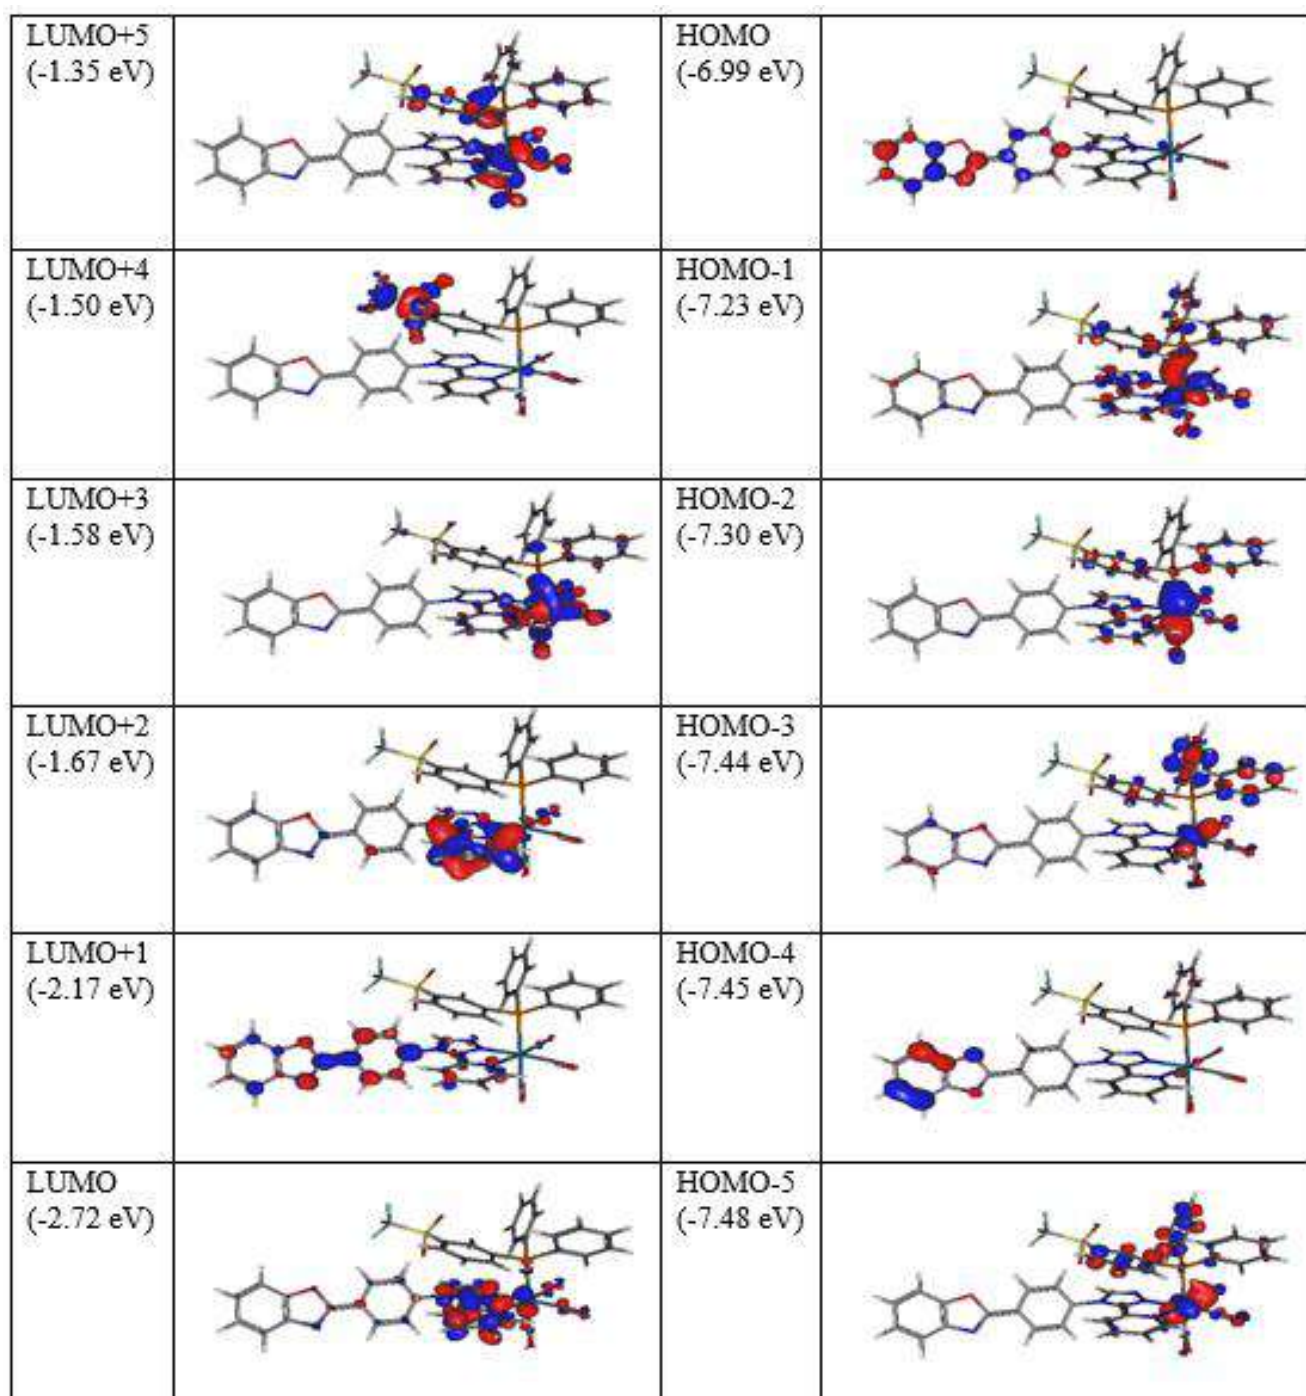 LUMO+5
(-1.35 eV)
HOMO
(-6.99 eV)
LUMO+4
(-1.50 eV)
HOMO-1
(-7.23 eV)
LUMO+3
(-1.58 eV)
HOMO-2
(-7.30 eV)
LUMO+2
(-1.67 eV)
HOMO-3
(-7.44 eV)
LUMO+1
(-2.17 eV)
HOMO-4
(-7.45 eV)
LUMO
(-2.72 eV)
HOMO-5
(-7.48 eV)